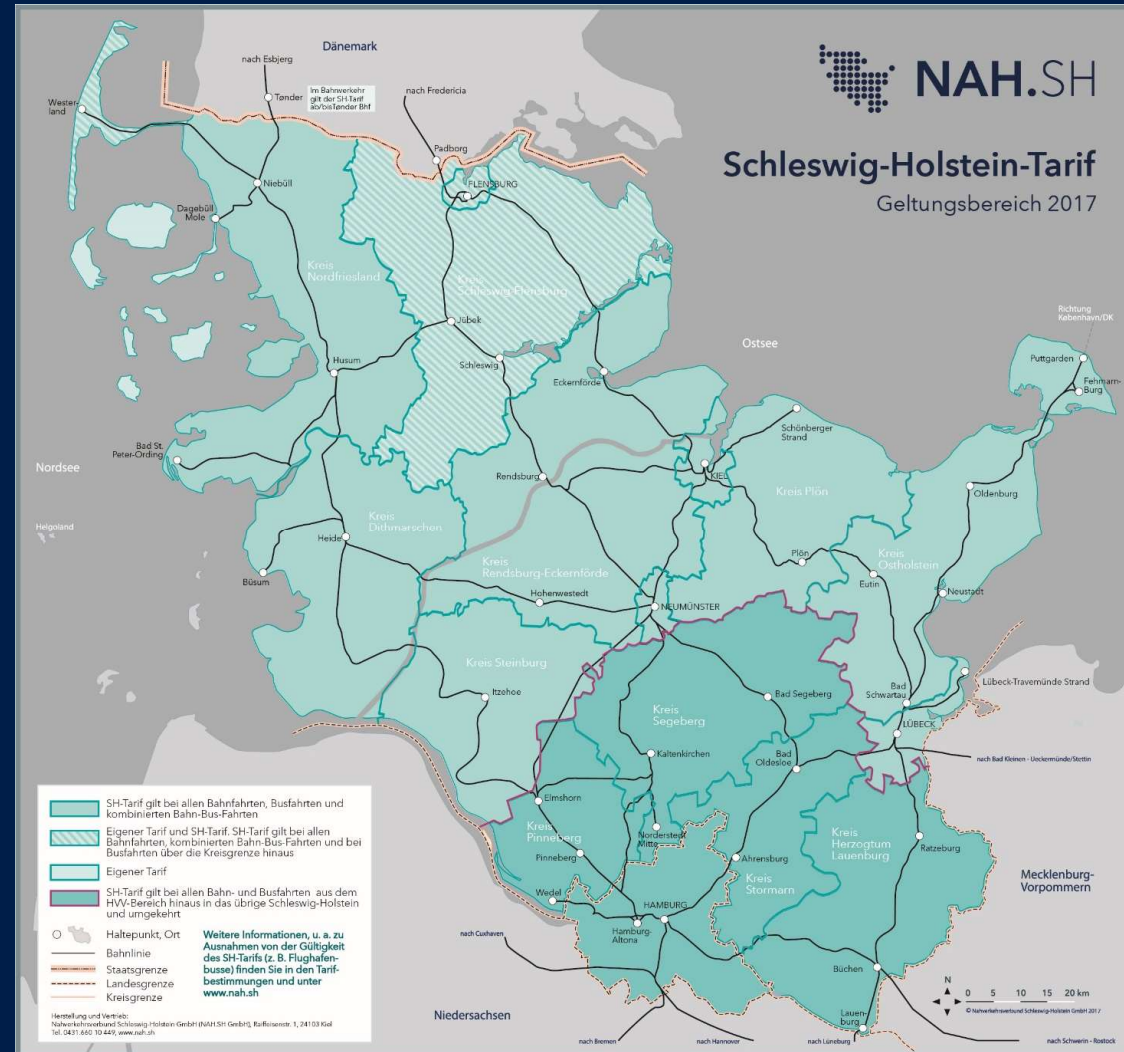 NAH.SH
Schleswig-Holstein-Tarif
Geltungsbereich 2017
Dänemark
nach Esbjerg
Tønder
Im Bahnverkehr
gilt der SH-Tarif
ab/bisTønder Bhf
nach Fredericia
Padborg
Wester-
land
Niebüll
FLENSBURG
Dagebüll
Mole
Kreis
Nordfriesland
Kreis
Schleswig-Flensburg
Jübek
Richtung
København/DK
Ostsee
Husum
Schleswig
Eckernförde
Puttgarden
Fehmarn-
Burg
Schönberger
Strand
Bad St.
Peter-Ording
Nordsee
Rendsburg
KIEL
Kreis Plön
Oldenburg
Helgoland
Kreis
Dithmarschen
Heide
Büsum
Kreis
Rendsburg-Eckernförde
Plön
Kreis
Ostholstein
Eutin
Hohenwestedt
NEUMÜNSTER
Neustadt
Kreis Steinburg
Itzehoe
Lübeck-Travemünde Strand
Bad
Schwartau
Bad Segeberg
Kreis
Segeberg
LÜBECK
Kaltenkirchen
Bad
Oldesloe
nach Bad Kleinen - Ueckermünde/Stettin
Elmshorn
Kreis
Pinneberg
Norderstedt
Mitte
Kreis
Herzogtum
Lauenburg
Ratzeburg
Pinneberg
Ahrensburg
Kreis
Stormarn
Mecklenburg-
Vorpommern
Wedel
HAMBURG
Hamburg-
Altona
nach Cuxhaven
Büchen
Niedersachsen
Lauen-
burg
nach Bremen
nach Hannover
nach Lüneburg
nach Schwerin - Rostock
N
0 5 10 15 20 km
© Nahverkehrsverbund Schleswig-Holstein GmbH 2017
SH-Tarif gilt bei allen Bahnfahrten, Busfahrten und
kombinierten Bahn-Bus-Fahrten
Eigener Tarif und SH-Tarif. SH-Tarif gilt bei allen
Bahnfahrten, kombinierten Bahn-Bus-Fahrten und bei
Busfahrten über die Kreisgrenze hinaus
Eigener Tarif
SH-Tarif gilt bei allen Bahn- und Busfahrten aus dem
HVV-Bereich hinaus in das übrige Schleswig-Holstein
und umgekehrt
Haltepunkt, Ort
Bahnlinie
Staatsgrenze
Landesgrenze
Kreisgrenze
Weitere Informationen, u. a. zu
Ausnahmen von der Gültigkeit
des SH-Tarifs (z. B. Flughafen-
busse) finden Sie in den Tarif-
bestimmungen und unter
www.nah.sh
Herstellung und Vertrieb:
Nahverkehrsverbund Schleswig-Holstein GmbH (NAH.SH GmbH), Raiffeisenstr. 1, 24103 Kiel
Tel. 0431.660 10 449, www.nah.sh